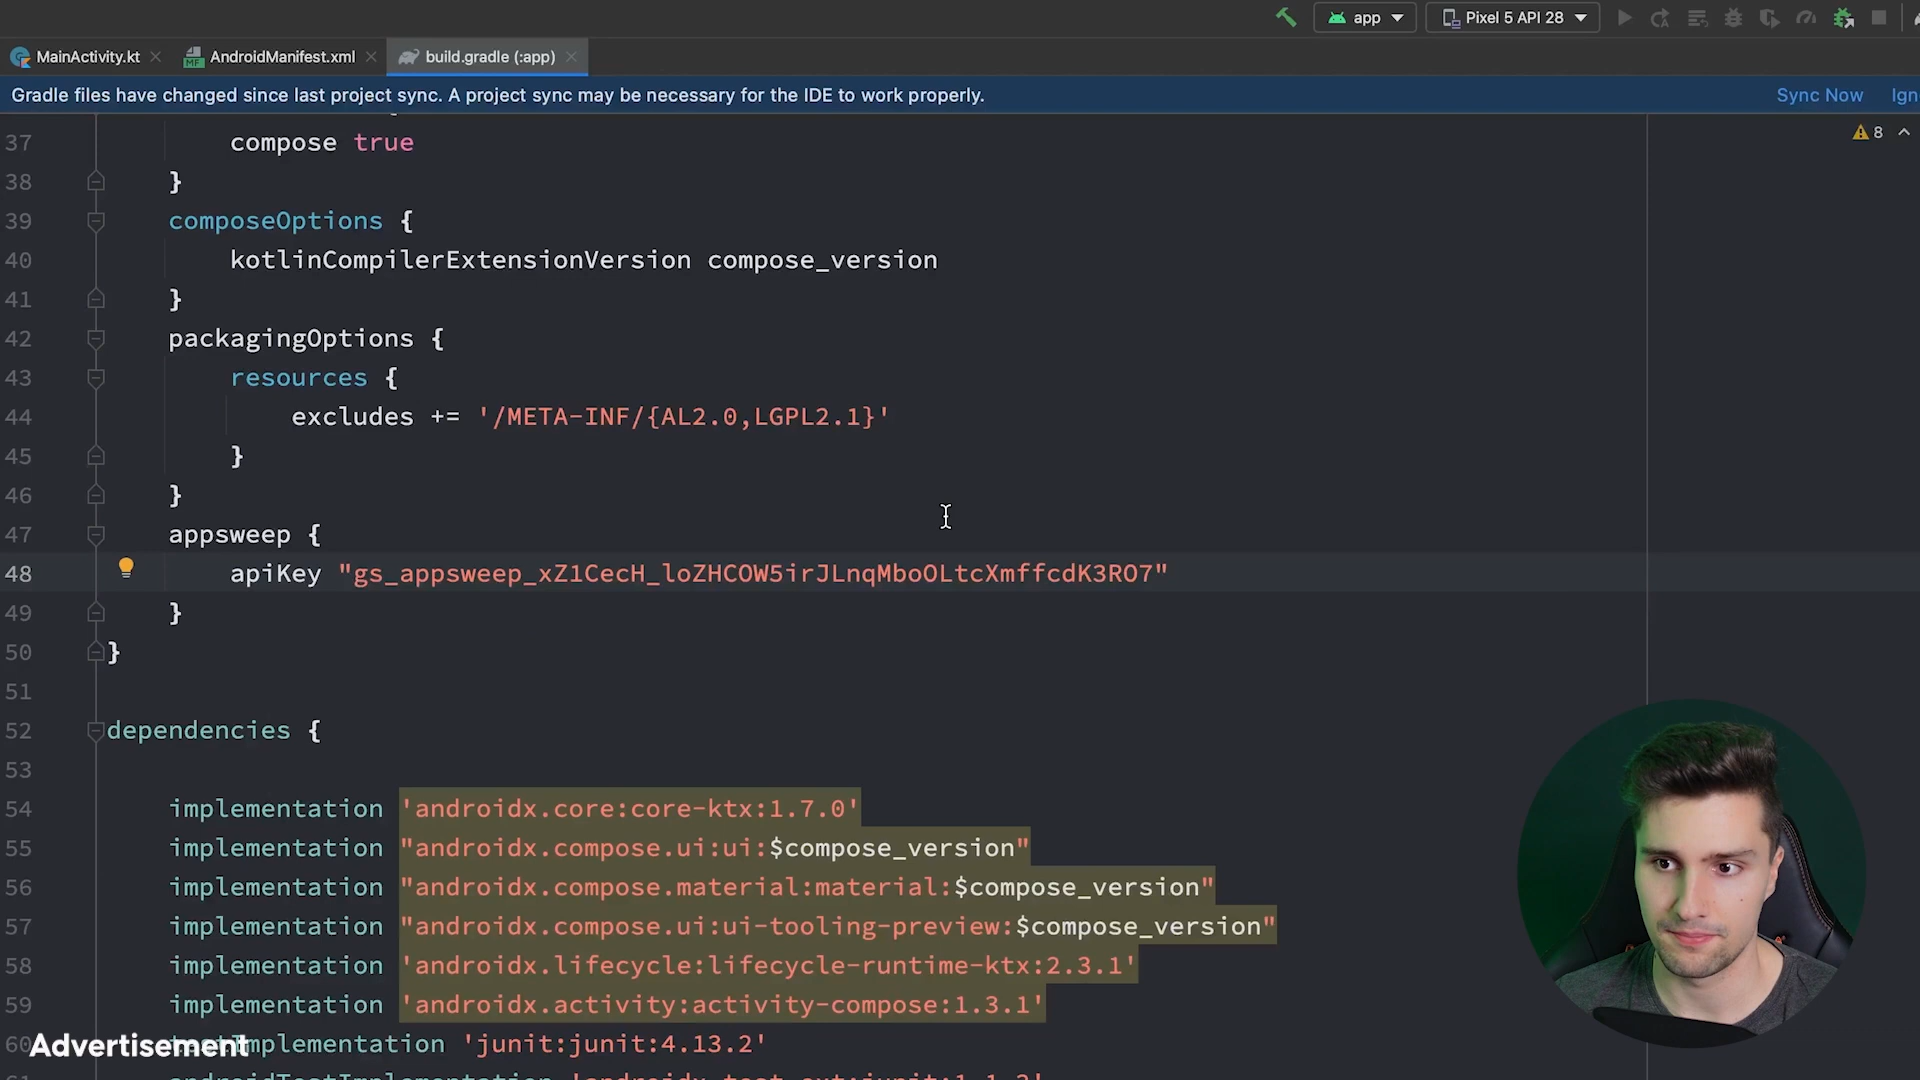 app
Pixel 5 API 28
MainActivity.kt
AndroidManifest.xml
build.gradle (:app)
Gradle files have changed since last project sync. A project sync may be necessary for the IDE to work properly.
Sync Now
Ign
8
37 compose true
38 }
39 composeOptions {
40 kotlinCompilerExtensionVersion compose_version
41 }
42 packagingOptions {
43 resources {
44 excludes += '/META-INF/{AL2.0,LGPL2.1}'
45 }
46 }
47 appsweep {
48 apiKey "gs_appsweep_xZ1CecH_loZHCOW5irJLnqMboOLtcXmffcdK3RO7"
49 }
50 }
51
52 dependencies {
53
54 implementation 'androidx.core:core-ktx:1.7.0'
55 implementation "androidx.compose.ui:ui:$compose_version"
56 implementation "androidx.compose.material:material:$compose_version"
57 implementation "androidx.compose.ui:ui-tooling-preview:$compose_version"
58 implementation 'androidx.lifecycle:lifecycle-runtime-ktx:2.3.1'
59 implementation 'androidx.activity:activity-compose:1.3.1'
60 testImplementation 'junit:junit:4.13.2'
Advertisement